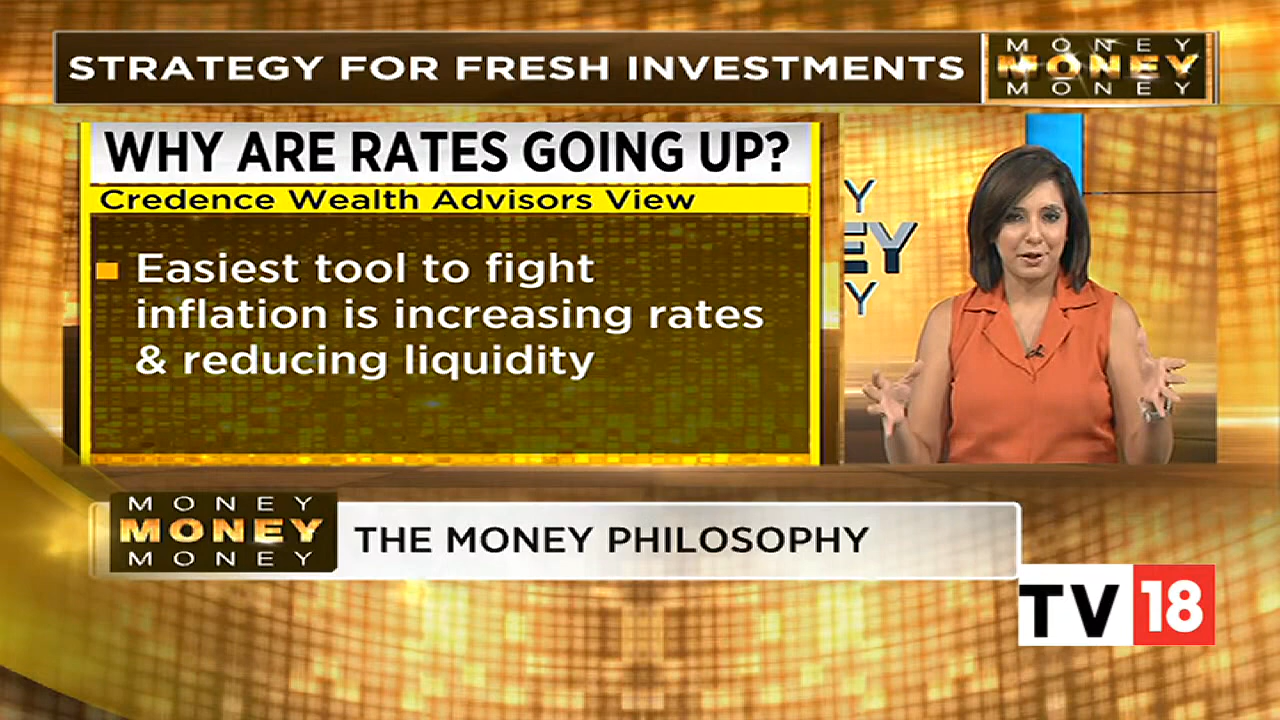 STRATEGY FOR FRESH INVESTMENTS
MONEY
MONEY
MONEY
WHY ARE RATES GOING UP?
Credence Wealth Advisors View
Easiest tool to fight
inflation is increasing rates
& reducing liquidity
Y
EY
Y
MONEY
MONEY
MONEY
THE MONEY PHILOSOPHY
TV18